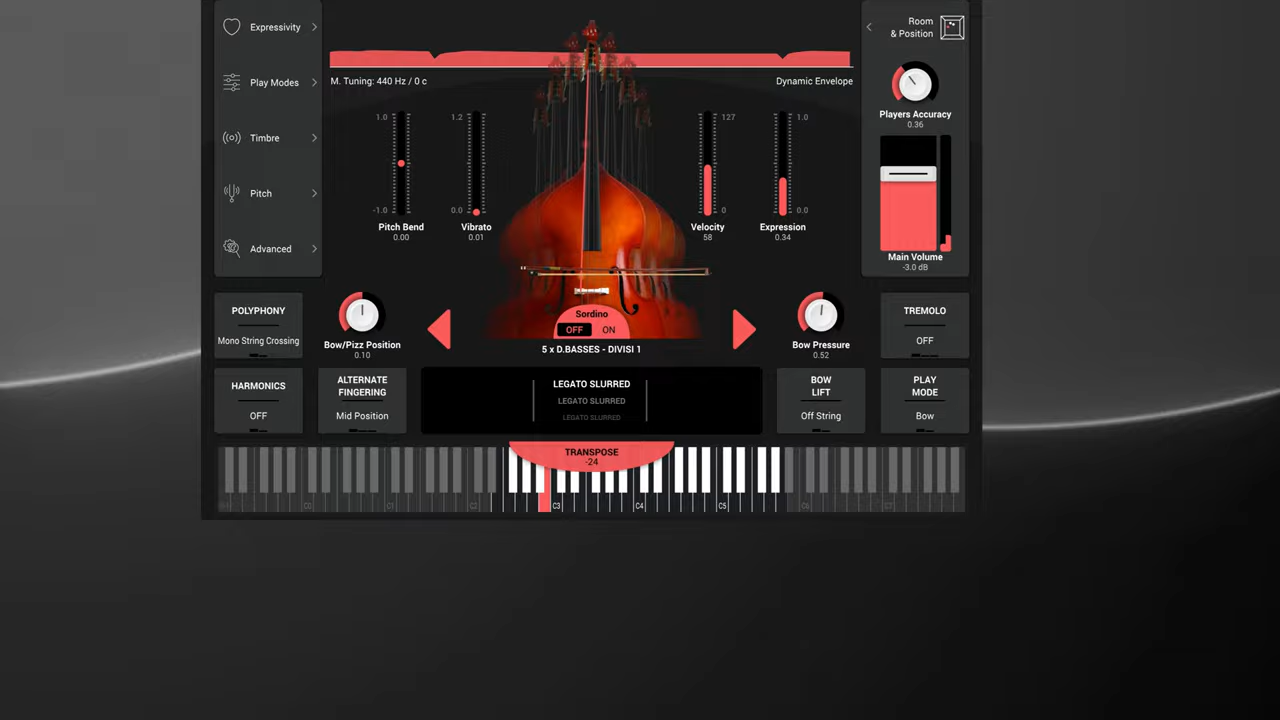 Expressivity
Room
& Position
Play Modes
M. Tuning: 440 Hz / 0 c
Dynamic Envelope
Players Accuracy
0.36
Timbre
1.0
1.2
127
1.0
Pitch
-1.0
0.0
0
0.0
Pitch Bend
Vibrato
Velocity
Expression
0.00
0.01
58
0.34
Advanced
Main Volume
-3.0 dB
POLYPHONY
Mono String Crossing
Bow/Pizz Position
0.10
Sordino
OFF ON
5 x D.BASSES - DIVISI 1
Bow Pressure
0.52
TREMOLO
OFF
HARMONICS
OFF
ALTERNATE
FINGERING
Mid Position
LEGATO SLURRED
LEGATO SLURRED
LEGATO SLURRED
BOW
LIFT
Off String
PLAY
MODE
Bow
TRANSPOSE
-24
C0 C1 C2 C3 C4 C5 C6